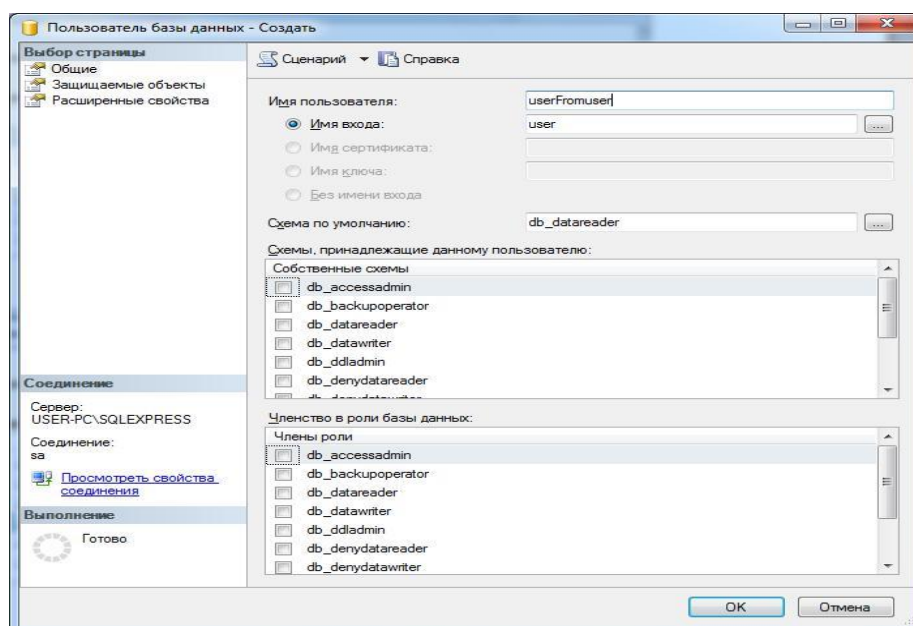 Пользователь базы данных - Создать
Выбор страницы
Общие
Защищаемые объекты
Расширенные свойства
Сценарий
Справка
Имя пользователя:
userFromuser
Имя входа:
user
...
Имя сертификата:
Имя ключа:
Без имени входа
Схема по умолчанию:
db_datareader
...
Схемы, принадлежащие данному пользователю:
Собственные схемы
db_accessadmin
db_backupoperator
db_datareader
db_datawriter
db_ddladmin
db_denydatareader
db_denydatawriter
Членство в роли базы данных:
Члены роли
db_accessadmin
db_backupoperator
db_datareader
db_datawriter
db_ddladmin
db_denydatareader
db_denydatawriter
Соединение
Сервер:
USER-PC\SQLEXPRESS
Соединение:
sa
Просмотреть свойства
соединения
Выполнение
Готово
OK
Отмена